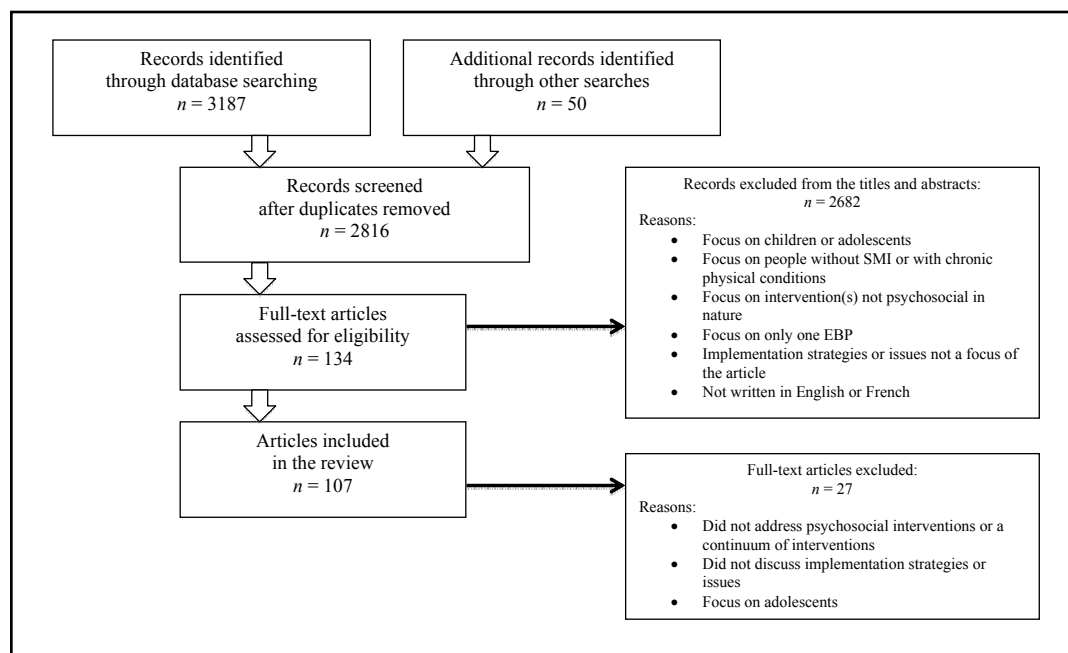 Records identified
through database searching
n = 3187
Additional records identified
through other searches
n = 50
Records screened
after duplicates removed
n = 2816
Records excluded from the titles and abstracts:
n = 2682
Reasons:
• Focus on children or adolescents
• Focus on people without SMI or with chronic
physical conditions
• Focus on intervention(s) not psychosocial in
nature
• Focus on only one EBP
• Implementation strategies or issues not a focus of
the article
• Not written in English or French
Full-text articles
assessed for eligibility
n = 134
Articles included
in the review
n = 107
Full-text articles excluded:
n = 27
Reasons:
• Did not address psychosocial interventions or a
continuum of interventions
• Did not discuss implementation strategies or
issues
• Focus on adolescents